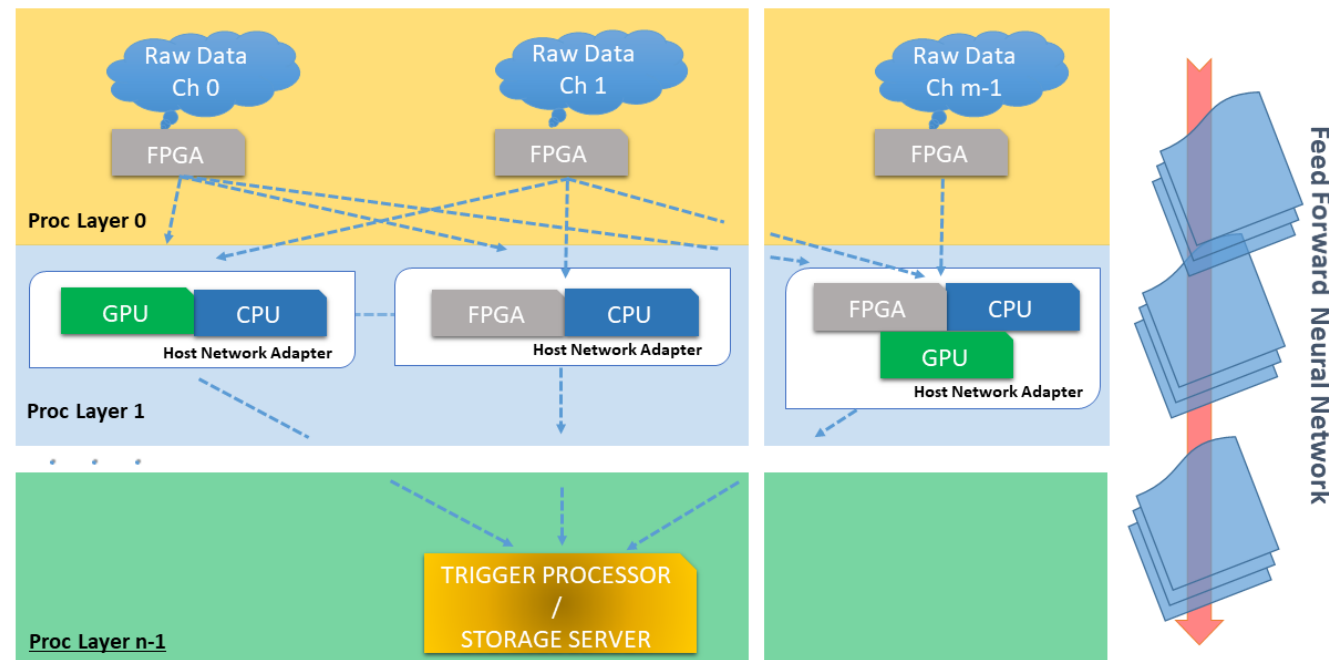 Raw Data
Ch 0
Raw Data
Ch 1
Raw Data
Ch m-1
FPGA
FPGA
FPGA
Proc Layer 0
GPU
CPU
Host Network Adapter
FPGA
CPU
Host Network Adapter
FPGA
CPU
GPU
Host Network Adapter
Proc Layer 1
. . .
TRIGGER PROCESSOR
/
STORAGE SERVER
Proc Layer n-1
Feed Forward Neural Network